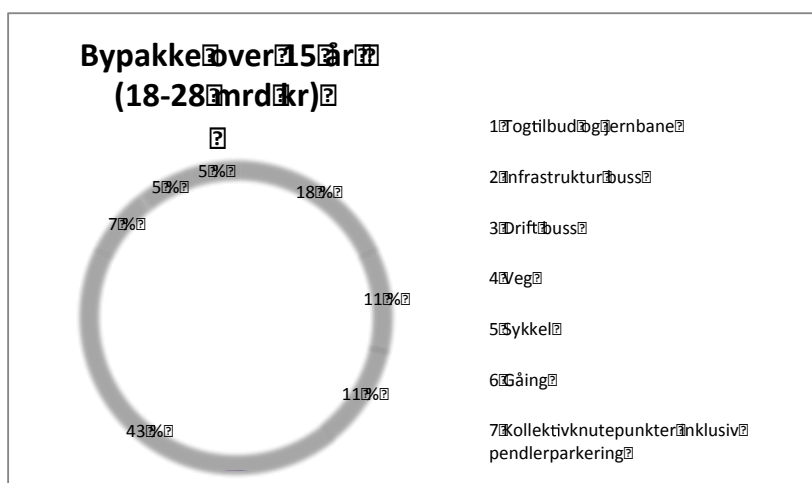 Bypakke over 15 år
(18-28 mrd kr)
5 %
5 %
18 %
7 %
11 %
11 %
43 %
1 Togtilbud og jernbane
2 Infrastruktur buss
3 Drift buss
4 Veg
5 Sykkel
6 Gåing
7 Kollektivknutepunkter inklusiv
pendlerparkering